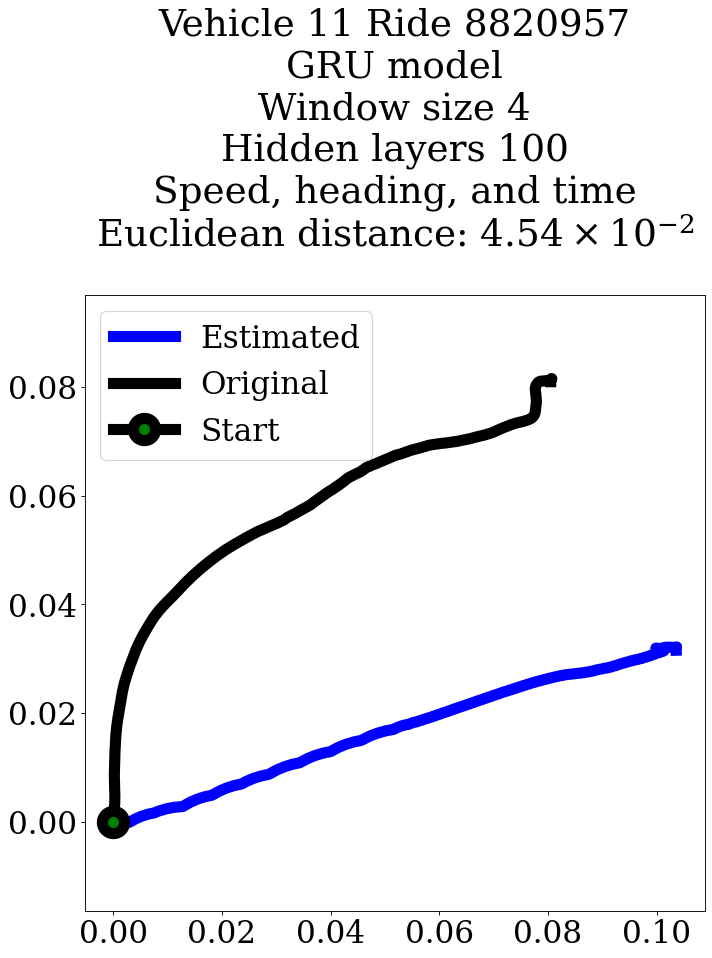 Vehicle 11 Ride 8820957
GRU model
Window size 4
Hidden layers 100
Speed, heading, and time
Euclidean distance: 4.54 × 10⁻²
Estimated
Original
Start
0.08
0.06
0.04
0.02
0.00
0.00 0.02 0.04 0.06 0.08 0.10